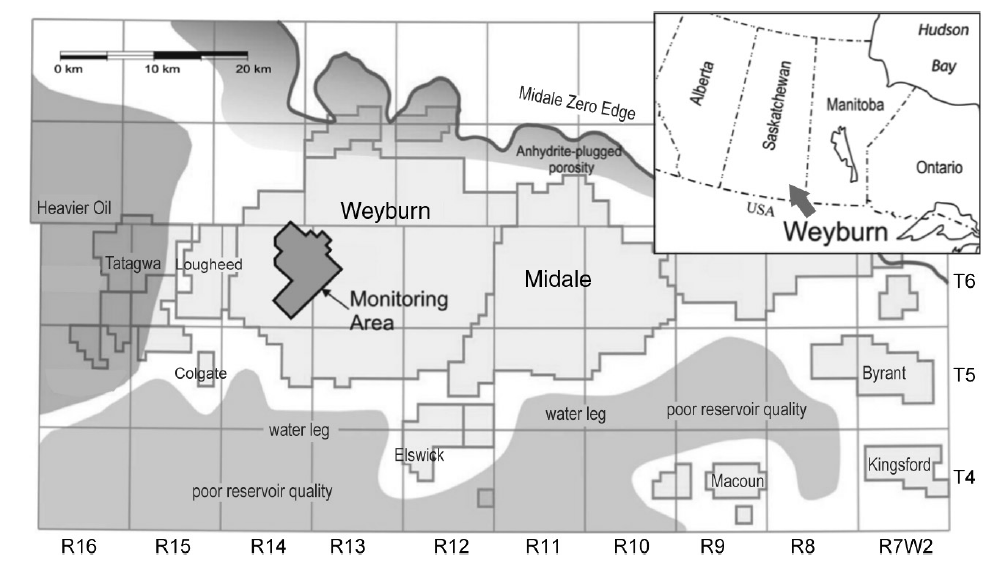 0 km
10 km
20 km
Midale Zero Edge
Anhydrite-plugged
porosity
Hudson
Bay
Alberta
Saskatchewan
Manitoba
Ontario
USA
Weyburn
Heavier Oil
Weyburn
Tatagwa
Lougheed
Midale
Monitoring
Area
T6
Colgate
Byrant
T5
water leg
water leg
poor reservoir quality
Elswick
Kingsford
T4
Macoun
poor reservoir quality
R16
R15
R14
R13
R12
R11
R10
R9
R8
R7W2